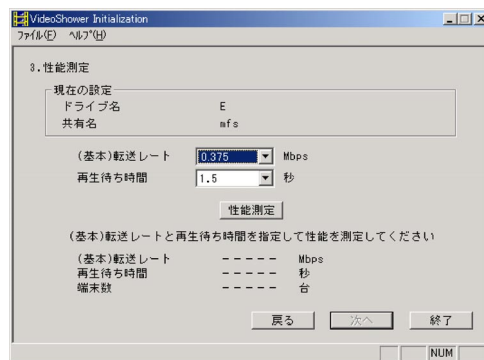 VideoShower Initialization
ファイル(F) ヘルプ(H)
3.性能測定
現在の設定
ドライブ名 E
共有名 mfs
(基本)転送レート 0.375 Mbps
再生待ち時間 1.5 秒
性能測定
(基本)転送レートと再生待ち時間を指定して性能を測定してください
(基本)転送レート ----- Mbps
再生待ち時間 ----- 秒
端末数 ----- 台
戻る 次へ 終了
NUM